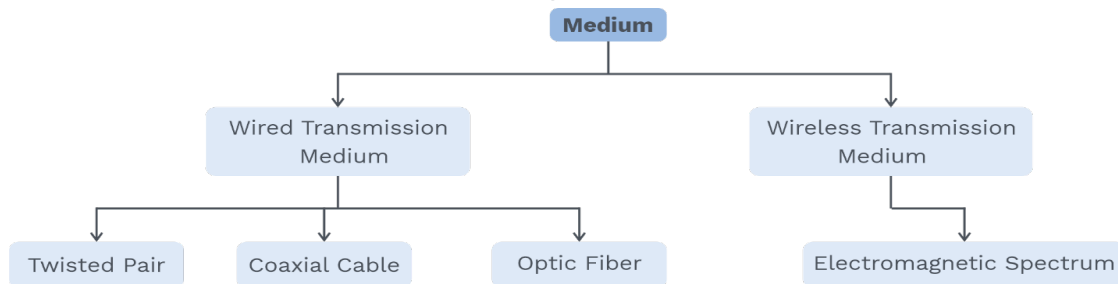 Medium
Wired Transmission
Medium
Wireless Transmission
Medium
Twisted Pair
Coaxial Cable
Optic Fiber
Electromagnetic Spectrum